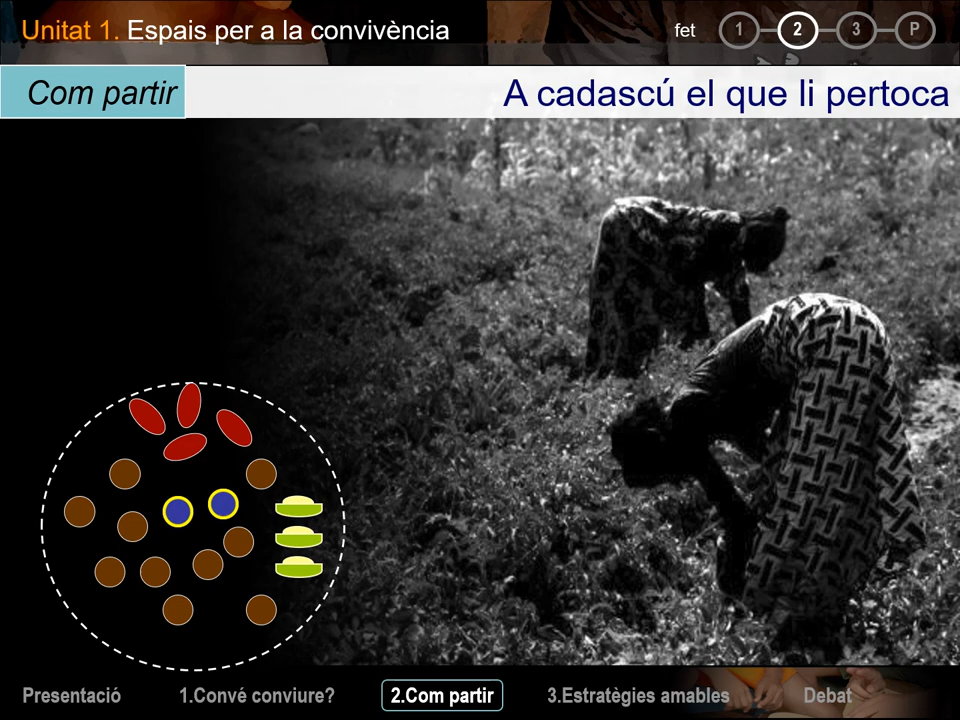 Unitat 1. Espais per a la convivència
fet 1 2 3 P
Com partir
A cadascú el que li pertoca
Presentació 1.Convé conviure? 2.Com partir 3.Estratègies amables Debat